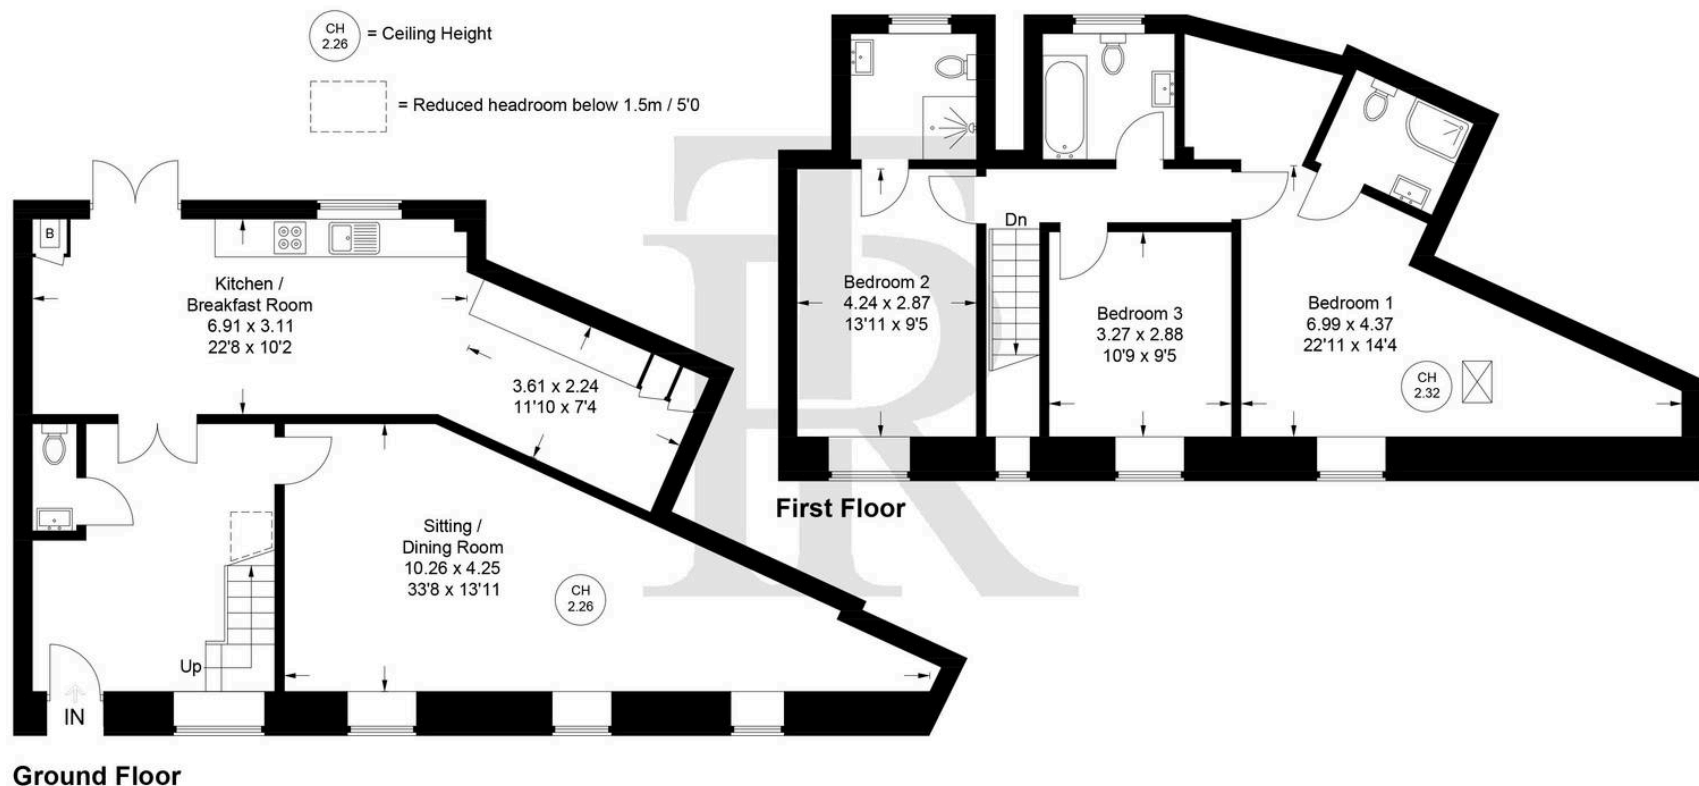 CH
2.26
= Ceiling Height
= Reduced headroom below 1.5m / 5'0
B
Kitchen /
Breakfast Room
6.91 x 3.11
22'8 x 10'2
3.61 x 2.24
11'10 x 7'4
Sitting /
Dining Room
10.26 x 4.25
33'8 x 13'11
CH
2.26
Up
IN
Ground Floor
Dn
Bedroom 2
4.24 x 2.87
13'11 x 9'5
Bedroom 3
3.27 x 2.88
10'9 x 9'5
Bedroom 1
6.99 x 4.37
22'11 x 14'4
CH
2.32
First Floor